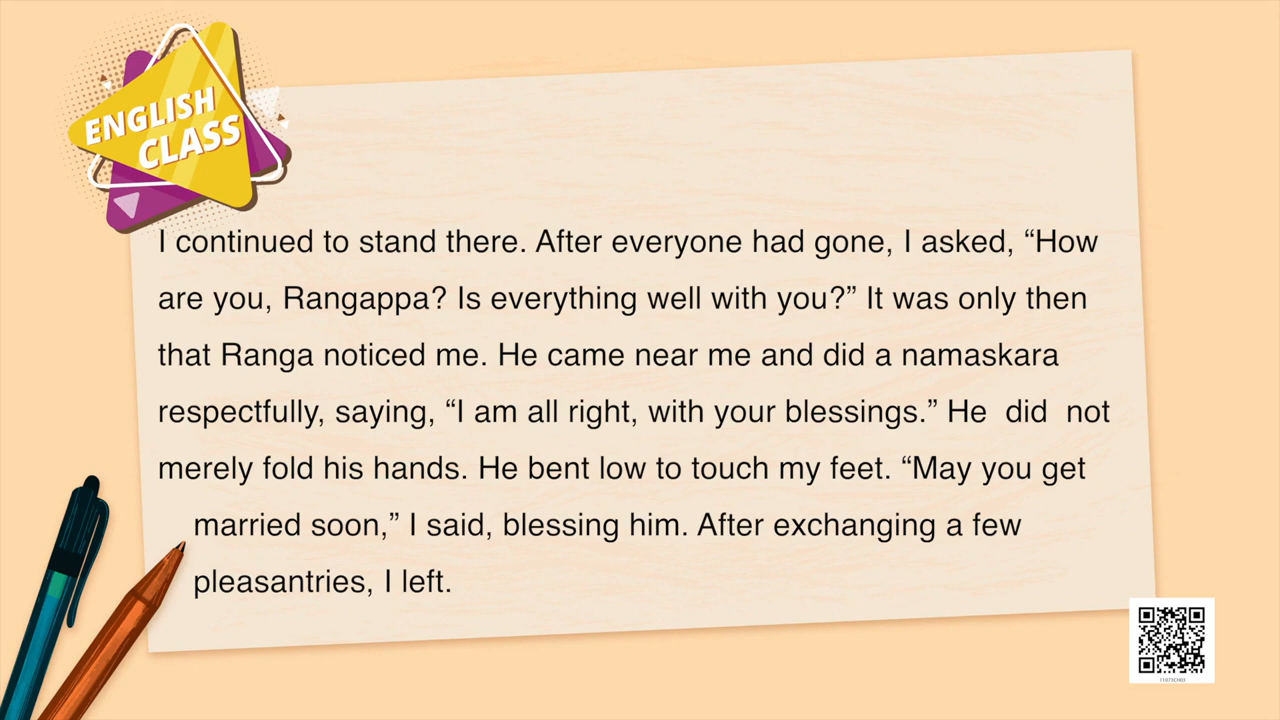 ENGLISH
CLASS
I continued to stand there. After everyone had gone, I asked, “How
are you, Rangappa? Is everything well with you?” It was only then
that Ranga noticed me. He came near me and did a namaskara
respectfully, saying, “I am all right, with your blessings.” He did not
merely fold his hands. He bent low to touch my feet. “May you get
married soon,” I said, blessing him. After exchanging a few
pleasantries, I left.
11073CH03